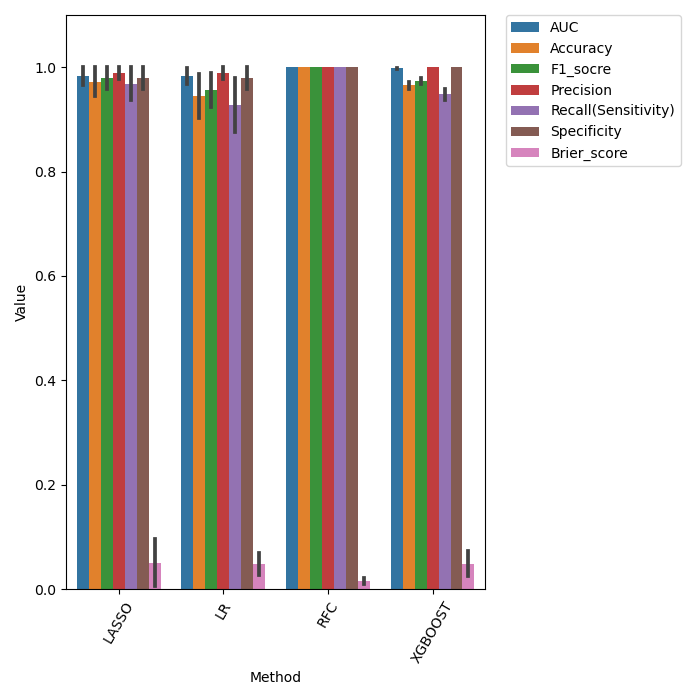 AUC
Accuracy
F1_socre
Precision
Recall(Sensitivity)
Specificity
Brier_score
1.0
0.8
0.6
0.4
0.2
0.0
Value
LASSO
LR
RFC
XGBOOST
Method